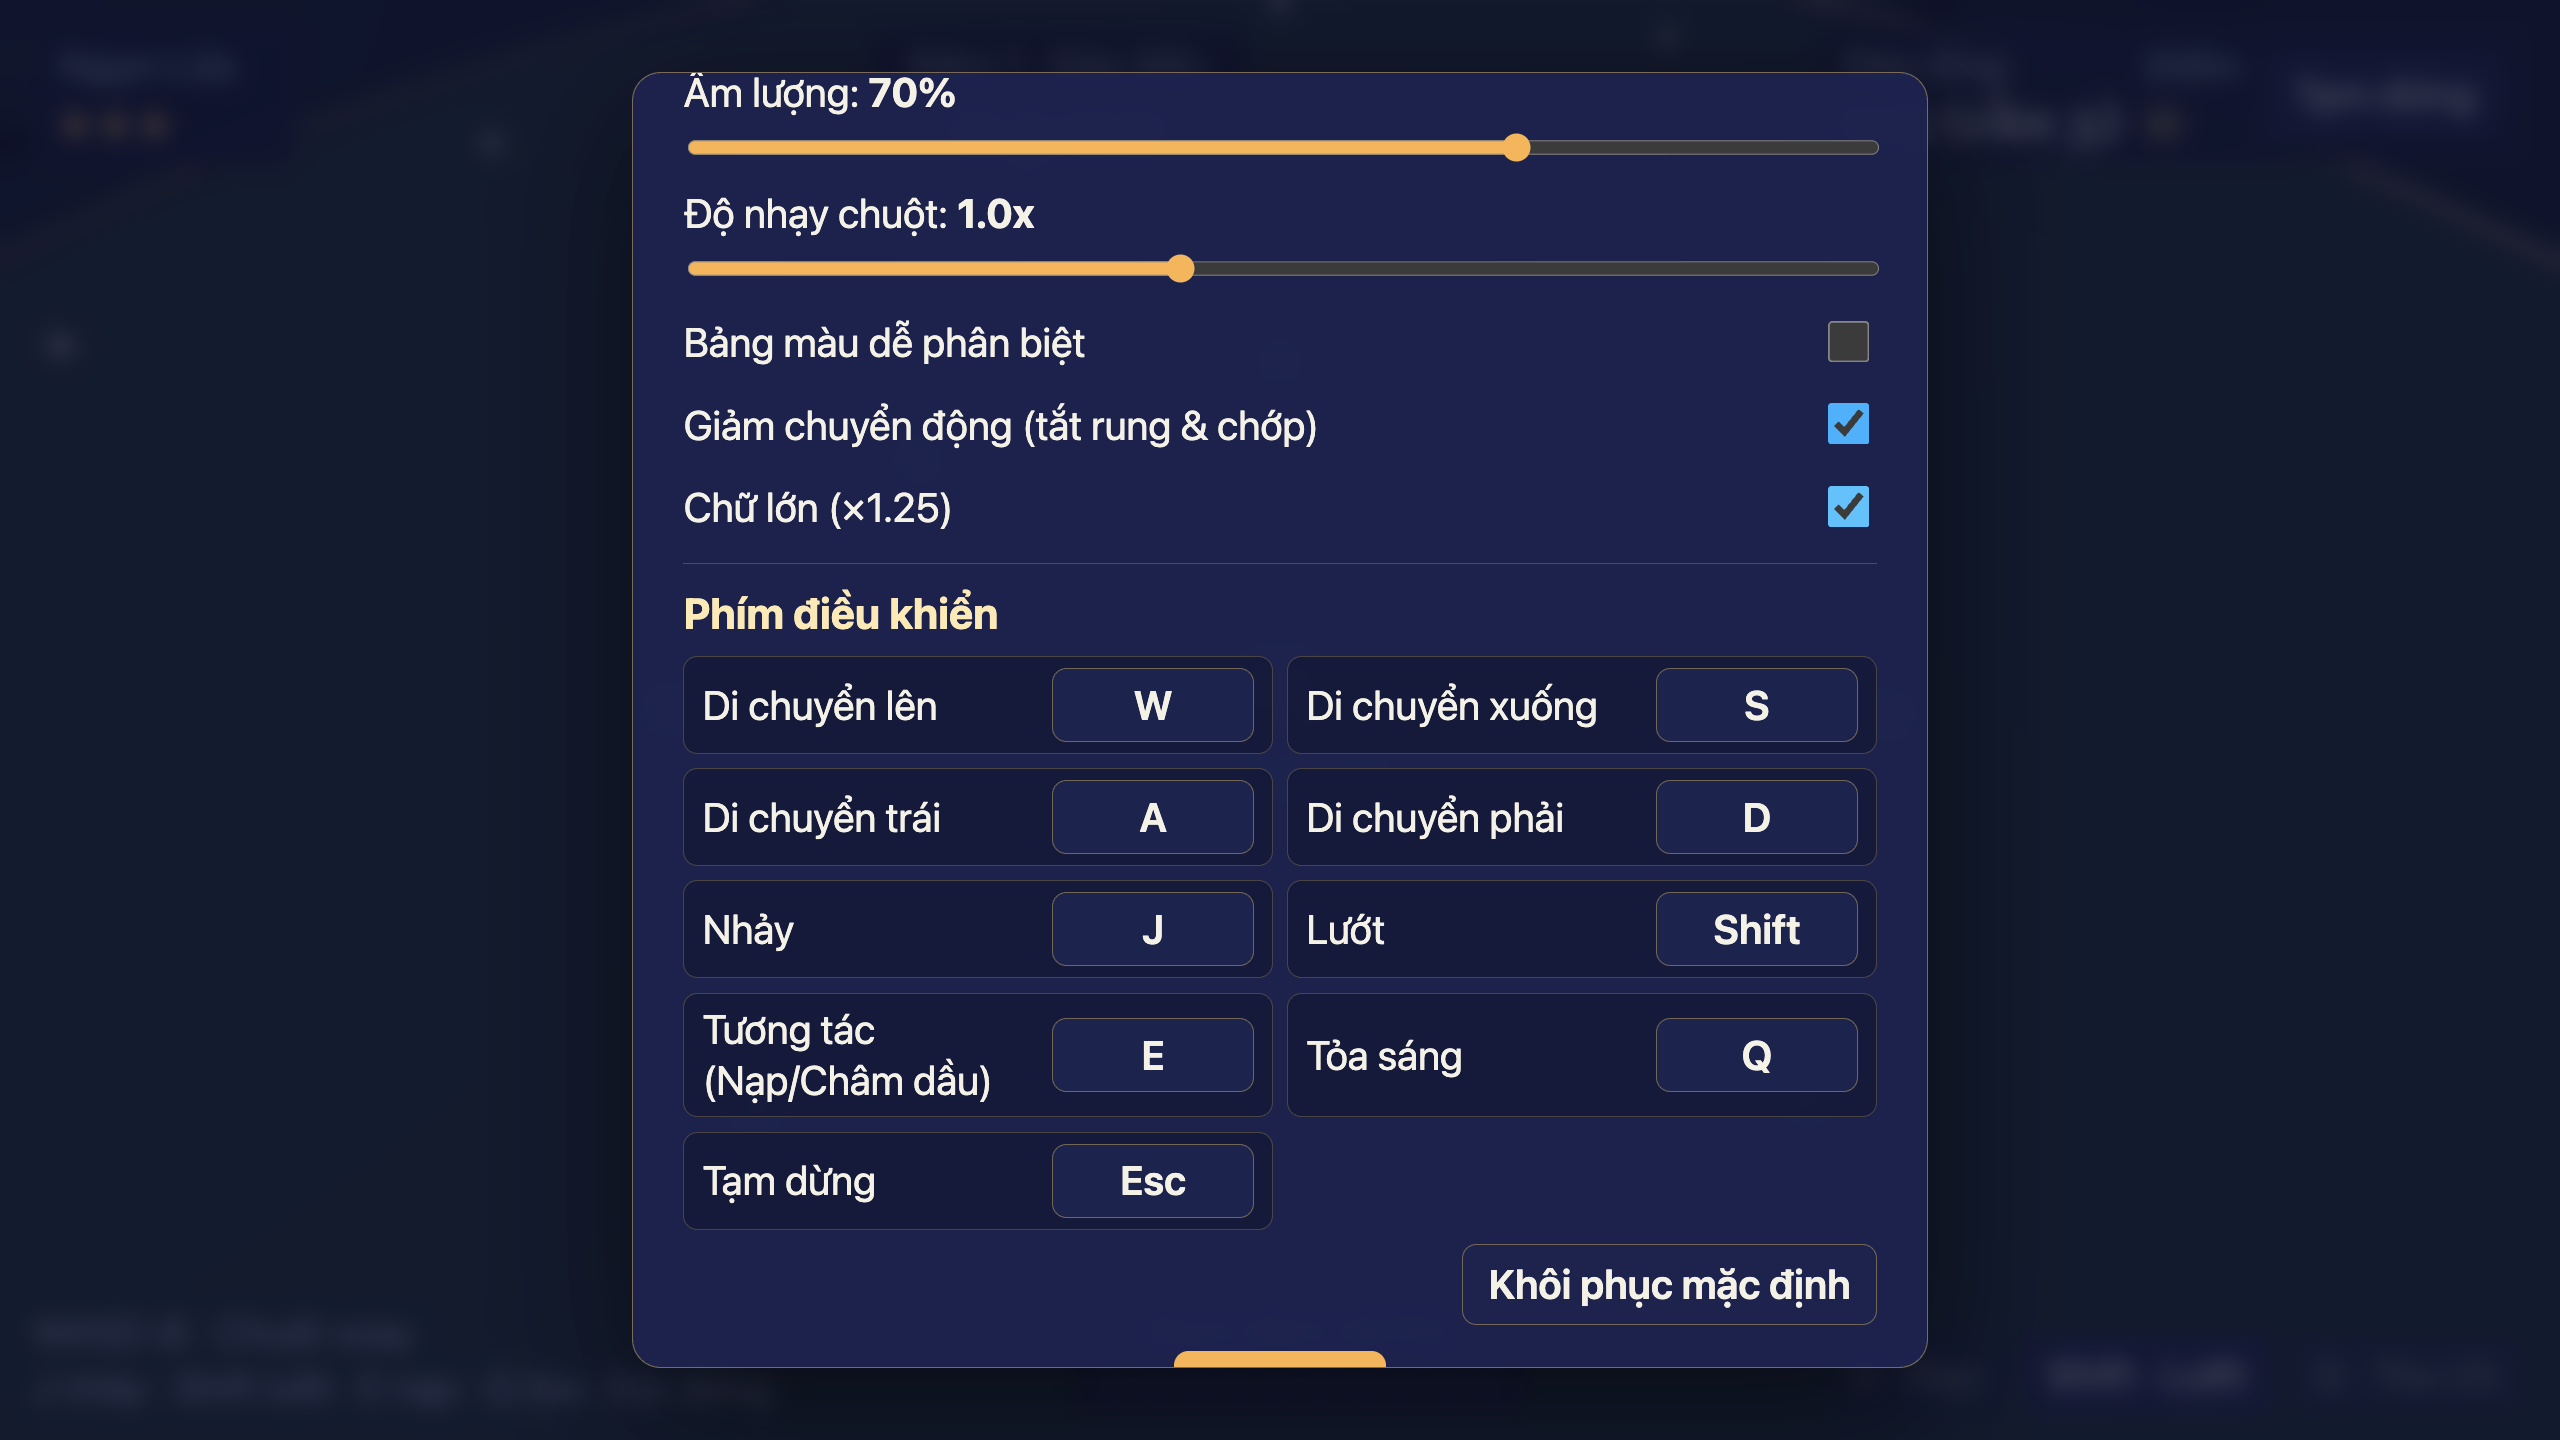 Âm lượng: 70%
Độ nhạy chuột: 1.0x
Bảng màu dễ phân biệt
Giảm chuyển động (tắt rung & chớp)
Chữ lớn (×1.25)
Phím điều khiển
Di chuyển lên W
Di chuyển xuống S
Di chuyển trái A
Di chuyển phải D
Nhảy J
Lướt Shift
Tương tác
(Nạp/Châm dầu) E
Tỏa sáng Q
Tạm dừng Esc
Khôi phục mặc định